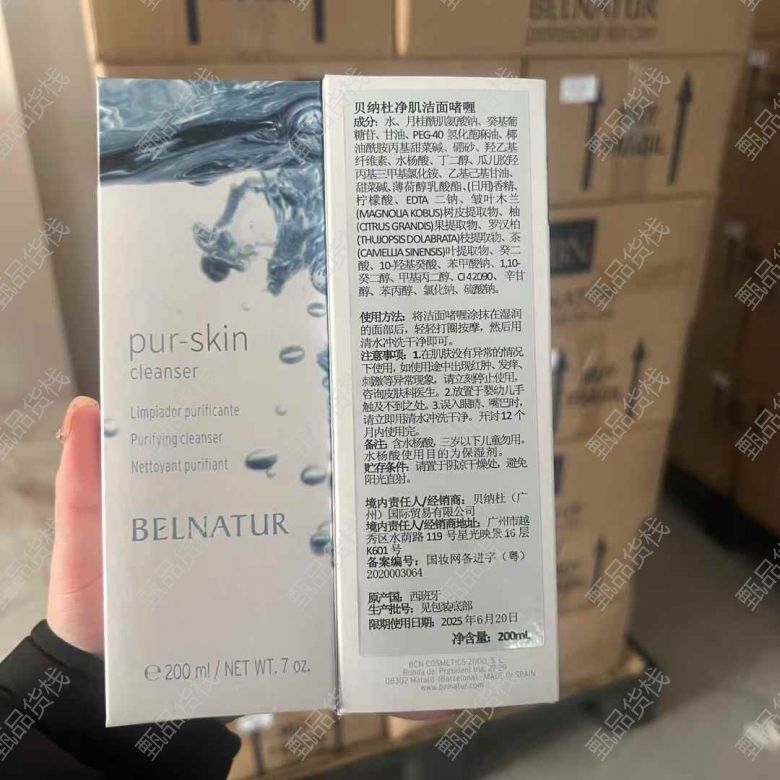 BELNATUR
professional skin care
pur-skin
cleanser
Limpiador purificante
Purifying cleanser
Nettoyant purifiant
BELNATUR
℮ 200 ml / NET WT. 7 oz.
贝纳杜净肌洁面啫喱
成分：水、月桂酰肌氨酸钠、癸基葡
糖苷、甘油、PEG-40 氢化蓖麻油、椰
油酰胺丙基甜菜碱、硼砂、羟乙基
纤维素、水杨酸、丁二醇、瓜儿胶羟
丙基三甲基氯化铵、乙基己基甘油、
甜菜碱、薄荷醇乳酸酯、(日用)香精、
柠檬酸、EDTA 二钠、皱叶木兰
(MAGNOLIA KOBUS)树皮提取物、柚
(CITRUS GRANDIS)果提取物、罗汉柏
(THUJOPSIS DOLABRATA)枝提取物、茶
(CAMELLIA SINENSIS)叶提取物、癸二
酸、10-羟基癸酸、苯甲酸钠、1,10-
癸二醇、甲基丙二醇、CI 42090、辛甘
醇、苯丙醇、氯化钠、硫酸钠。
使用方法：将洁面啫喱涂抹在湿润
的面部后，轻轻打圈按摩，然后用
清水冲洗干净即可。
注意事项：1.在肌肤没有异常的情况
下使用，如使用途中出现红肿、发痒、
刺激等异常现象，请立刻停止使用，
咨询皮肤科医生。2.放置于婴幼儿手
触及不到之处。3.误入眼睛、嘴巴时，
请立即用清水冲洗干净。开封 12 个
月内使用完。
备注：含水杨酸，三岁以下儿童勿用。
水杨酸使用目的为保湿剂。
贮存条件：请置于阴凉干燥处，避免
阳光直射。
境内责任人/经销商：贝纳杜（广
州）国际贸易有限公司
境内责任人/经销商地址：广州市越
秀区水荫路 119 号星光映景 16 层
K601 号
备案编号：国妆网备进字（粤）
2020003064
原产国：西班牙
生产批号：见包装底部
限期使用日期：2025 年 6 月 20 日
净含量：200mL
BCN COSMETICS 2000, S. L.
Ronda del President Irla, 27-29
08302 Mataró (Barcelona) - MADE IN SPAIN
www.belnatur.com
甄品货栈